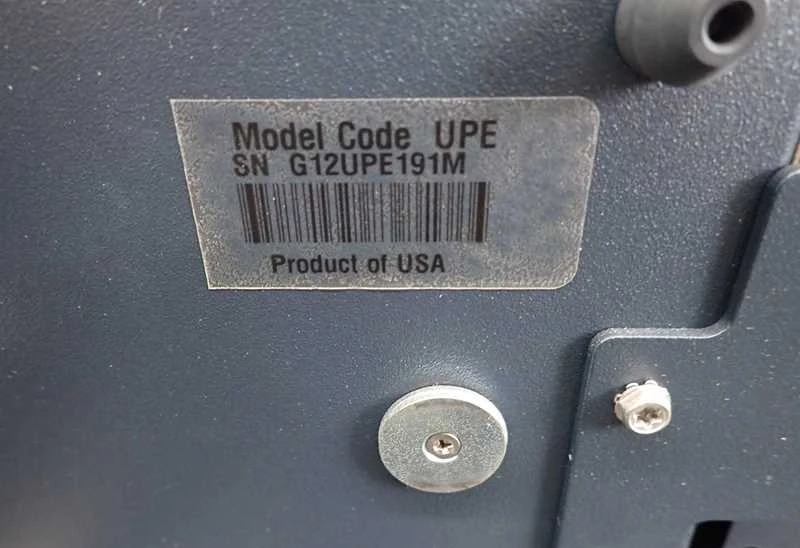 Model Code UPE
SN G12UPE191M
Product of USA